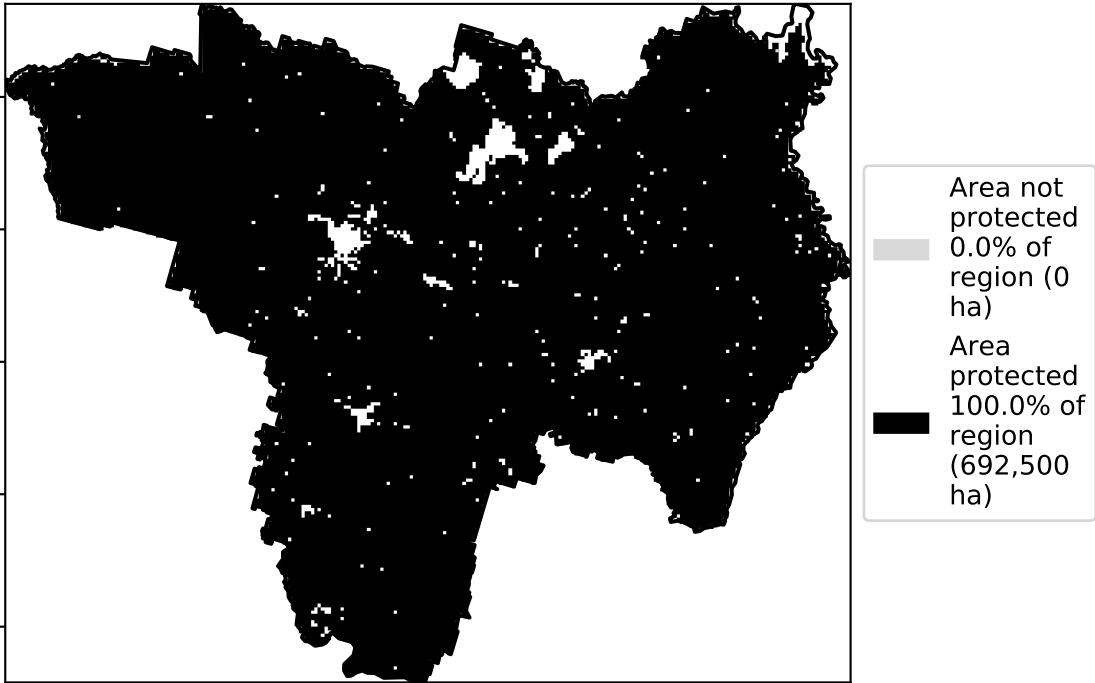 Area not
protected
0.0% of
region (0
ha)
Area
protected
100.0% of
region
(692,500
ha)